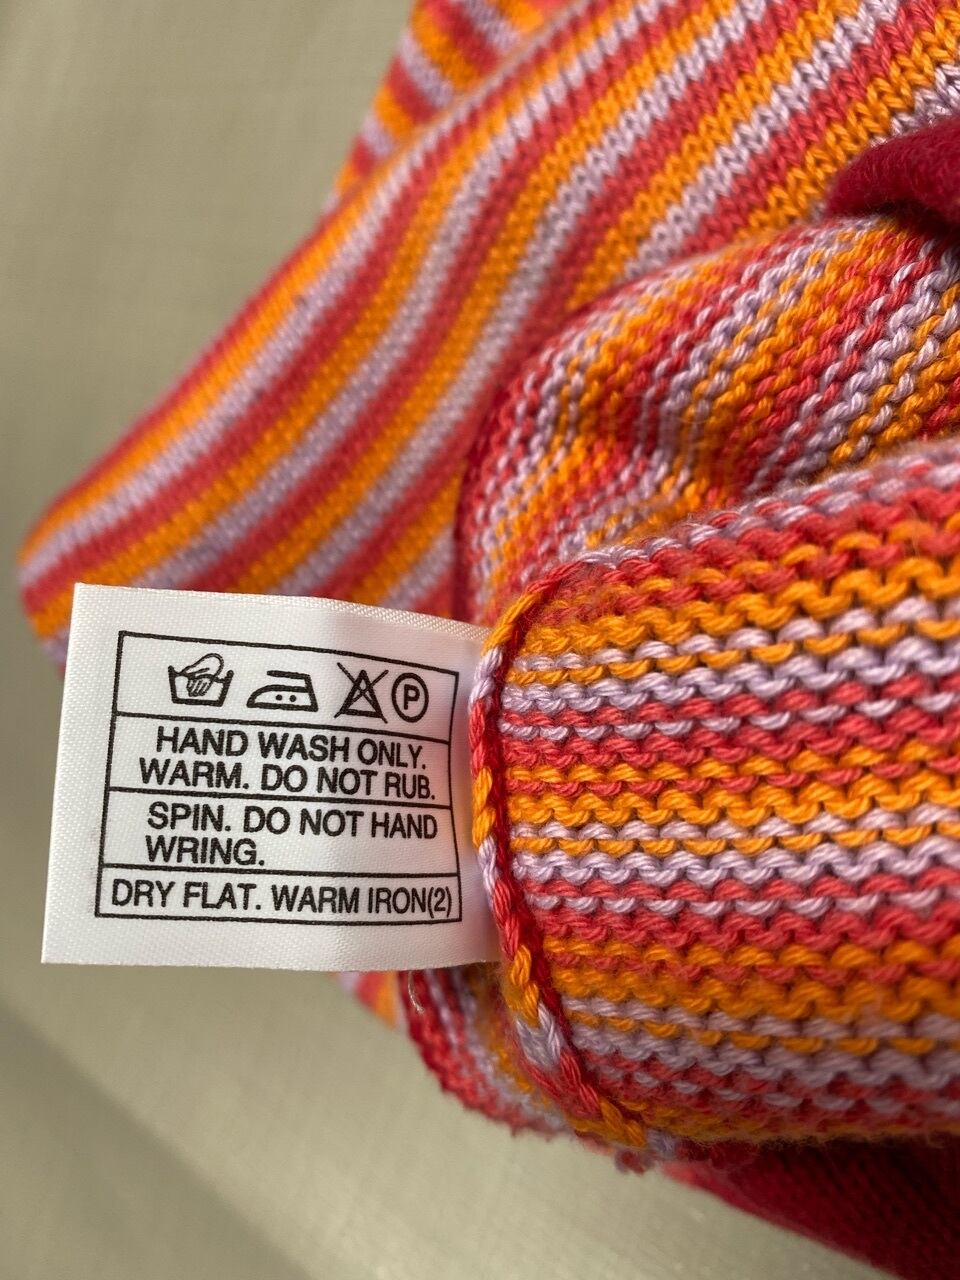 P
HAND WASH ONLY.
WARM. DO NOT RUB.
SPIN. DO NOT HAND
WRING.
DRY FLAT. WARM IRON(2)